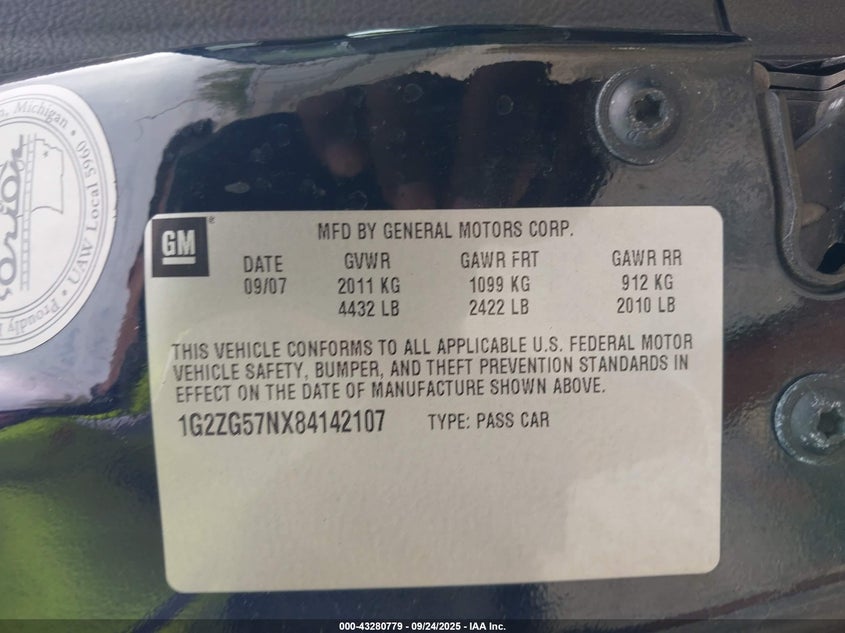 Michigan
UAW Local 5960
Proudly
GM
MFD BY GENERAL MOTORS CORP.
DATE GVWR GAWR FRT GAWR RR
09/07 2011 KG 1099 KG 912 KG
4432 LB 2422 LB 2010 LB
THIS VEHICLE CONFORMS TO ALL APPLICABLE U.S. FEDERAL MOTOR
VEHICLE SAFETY, BUMPER, AND THEFT PREVENTION STANDARDS IN
EFFECT ON THE DATE OF MANUFACTURE SHOWN ABOVE.
1G2ZG57NX84142107 TYPE: PASS CAR
000-43280779 - 09/24/2025 - IAA Inc.